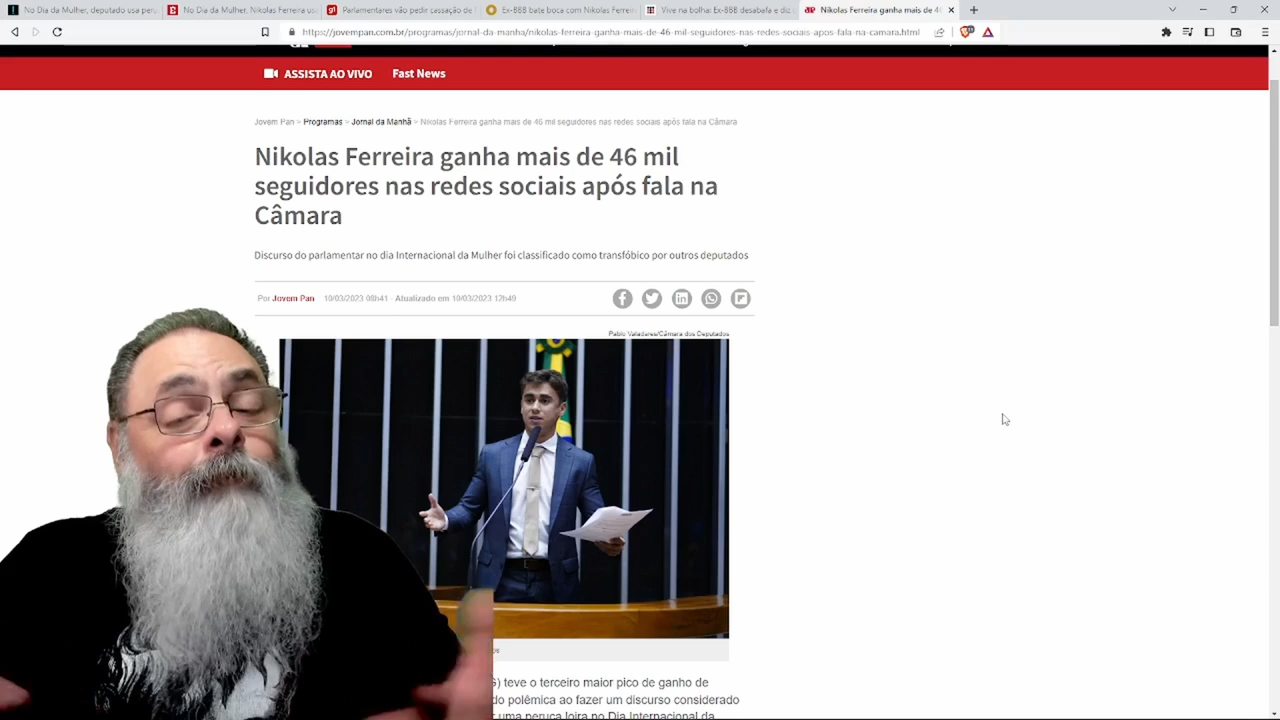 No Dia da Mulher, deputado usa peru
No Dia da Mulher, Nikolas Ferreira us
Parlamentares vão pedir cassação de
Ex-BBB bate boca com Nikolas Ferrei
Vive na bolha: Ex-BBB desabafa e diz
Nikolas Ferreira ganha mais de 46
https://jovempan.com.br/programas/jornal-da-manha/nikolas-ferreira-ganha-mais-de-46-mil-seguidores-nas-redes-sociais-apos-fala-na-camara.html
ASSISTA AO VIVO Fast News
Jovem Pan > Programas > Jornal da Manhã > Nikolas Ferreira ganha mais de 46 mil seguidores nas redes sociais após fala na Câmara
Nikolas Ferreira ganha mais de 46 mil
seguidores nas redes sociais após fala na
Câmara
Discurso do parlamentar no dia Internacional da Mulher foi classificado como transfóbico por outros deputados
Por Jovem Pan 10/03/2023 08h41 - Atualizado em 10/03/2023 12h49
Pablo Valadares/Câmara dos Deputados
G) teve o terceiro maior pico de ganho de
do polêmica ao fazer um discurso considerado
r uma peruca loira no Dia Internacional da